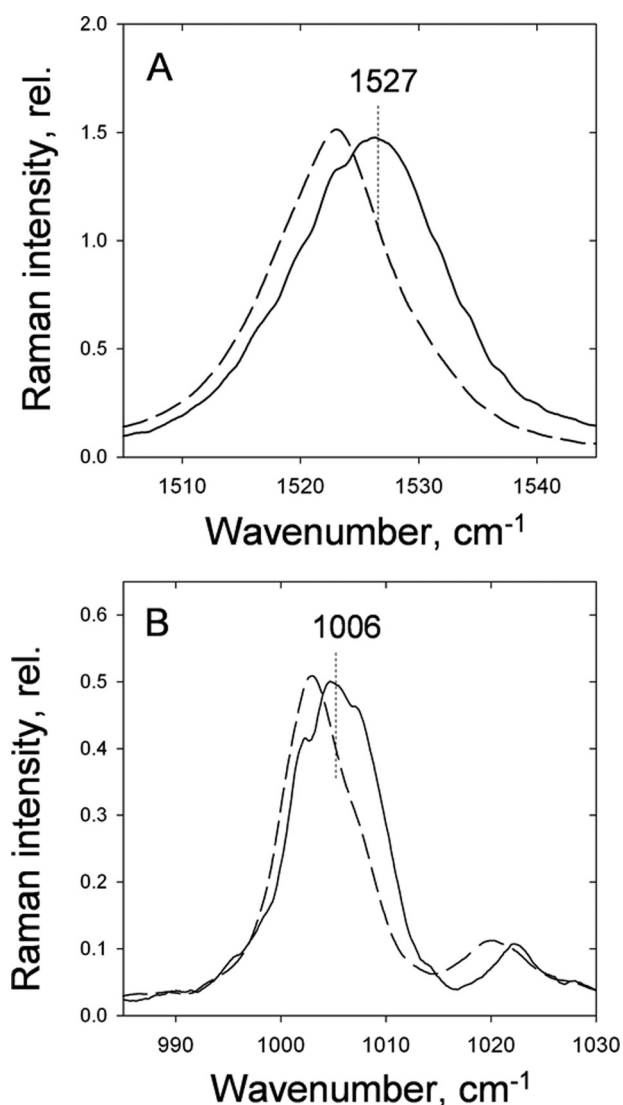 A
1527
2.0
1.5
1.0
0.5
0.0
Raman intensity, rel.
1510 1520 1530 1540
Wavenumber, cm-1
B
1006
0.6
0.5
0.4
0.3
0.2
0.1
0.0
Raman intensity, rel.
990 1000 1010 1020 1030
Wavenumber, cm-1